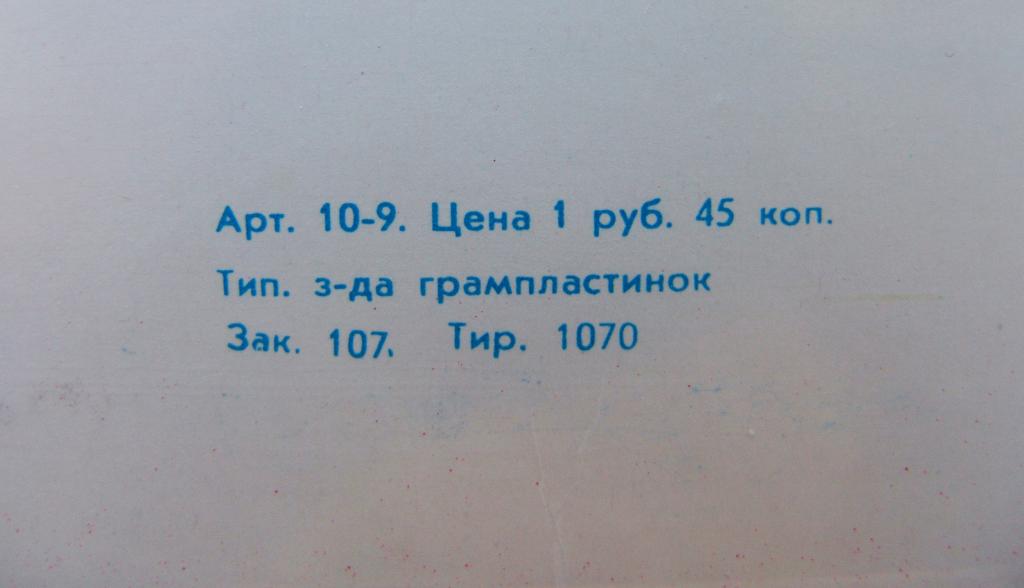 Арт. 10-9. Цена 1 руб. 45 коп.
Тип. з-да грампластинок
Зак. 107. Тир. 1070